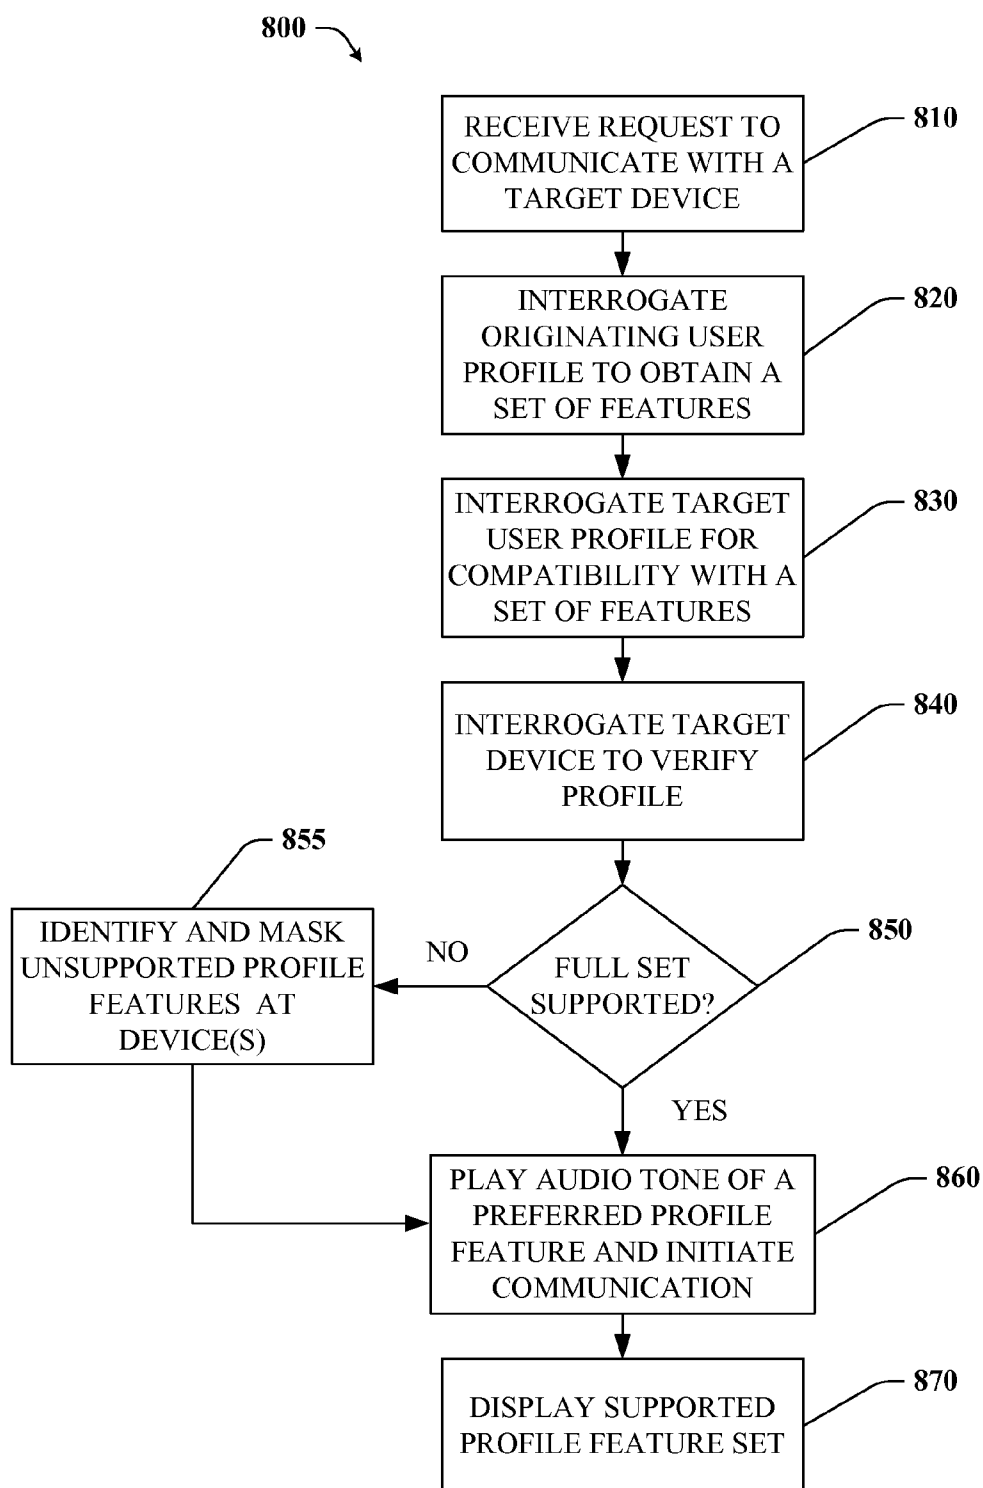 800
RECEIVE REQUEST TO
COMMUNICATE WITH A
TARGET DEVICE
810
INTERROGATE
ORIGINATING USER
PROFILE TO OBTAIN A
SET OF FEATURES
820
INTERROGATE TARGET
USER PROFILE FOR
COMPATIBILITY WITH A
SET OF FEATURES
830
INTERROGATE TARGET
DEVICE TO VERIFY
PROFILE
840
855
IDENTIFY AND MASK
UNSUPPORTED PROFILE
FEATURES AT
DEVICE(S)
NO
FULL SET
SUPPORTED?
850
YES
PLAY AUDIO TONE OF A
PREFERRED PROFILE
FEATURE AND INITIATE
COMMUNICATION
860
DISPLAY SUPPORTED
PROFILE FEATURE SET
870